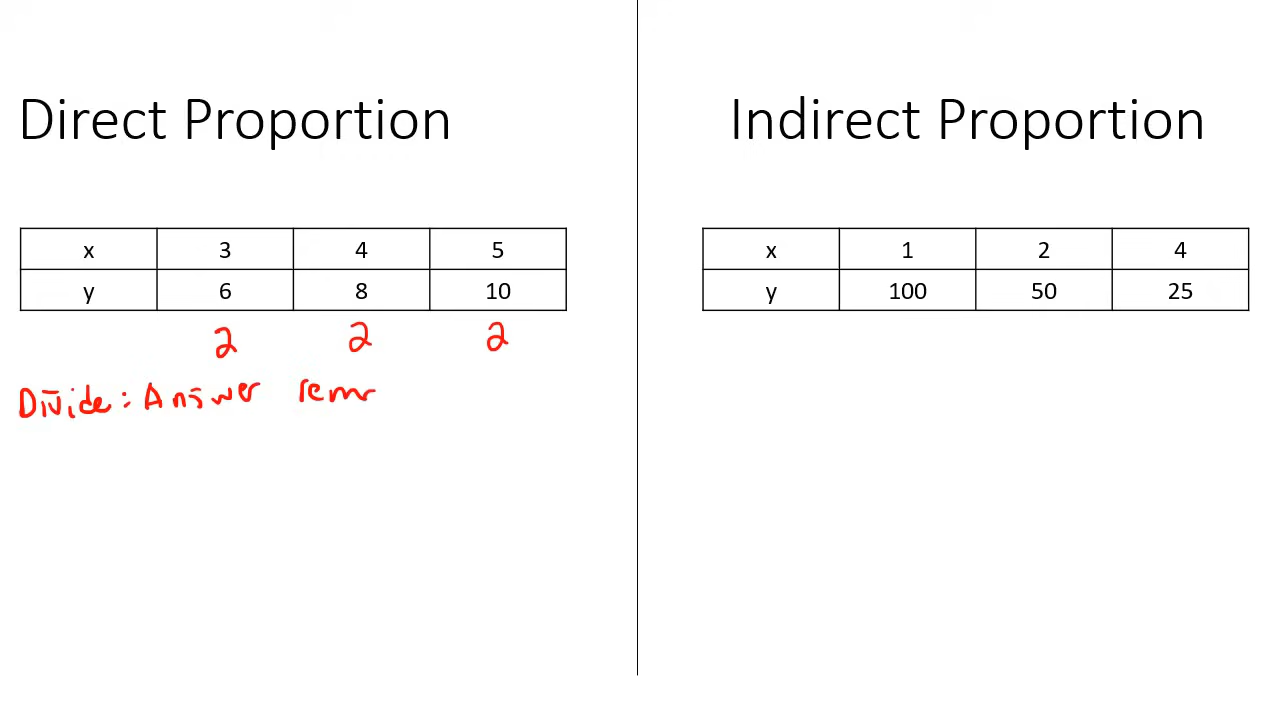 Direct Proportion
x 3 4 5
y 6 8 10
2 2 2
Divide: Answer rema
Indirect Proportion
x 1 2 4
y 100 50 25